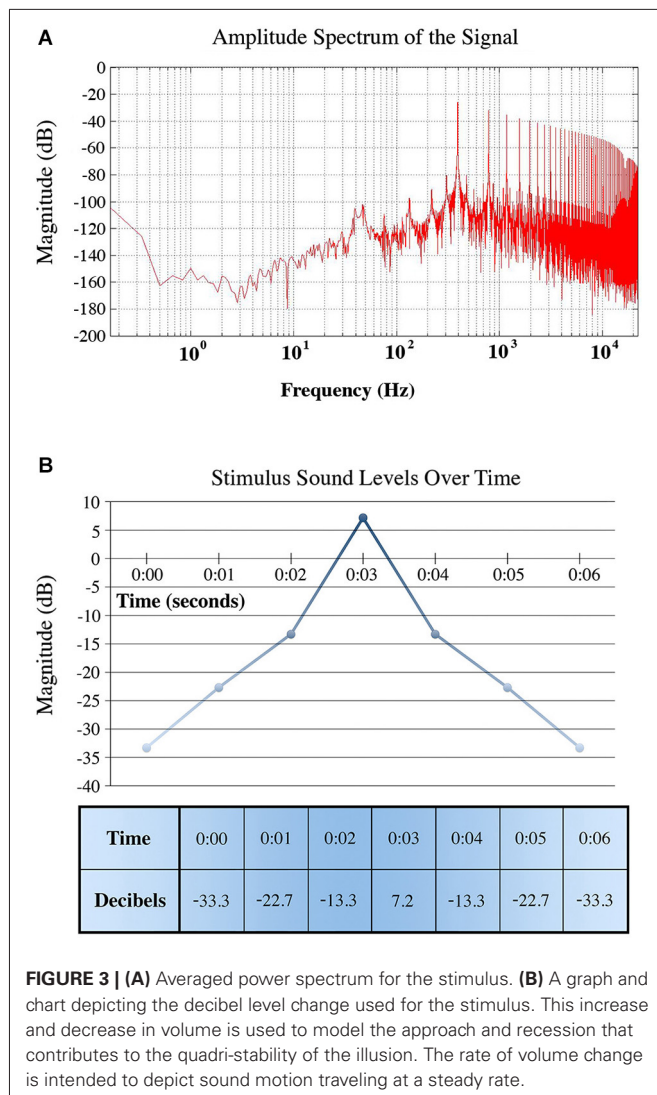 A
Amplitude Spectrum of the Signal
0
-20
-40
-60
-80
-100
-120
-140
-160
-180
-200
Magnitude (dB)
10⁰ 10¹ 10² 10³ 10⁴
Frequency (Hz)
B
Stimulus Sound Levels Over Time
10
5
0
-5
-10
-15
-20
-25
-30
-35
-40
Magnitude (dB)
0:00 0:01 0:02 0:03 0:04 0:05 0:06
Time (seconds)
Time 0:00 0:01 0:02 0:03 0:04 0:05 0:06
Decibels -33.3 -22.7 -13.3 7.2 -13.3 -22.7 -33.3
FIGURE 3 | (A) Averaged power spectrum for the stimulus. (B) A graph and
chart depicting the decibel level change used for the stimulus. This increase
and decrease in volume is used to model the approach and recession that
contributes to the quadri-stability of the illusion. The rate of volume change
is intended to depict sound motion traveling at a steady rate.